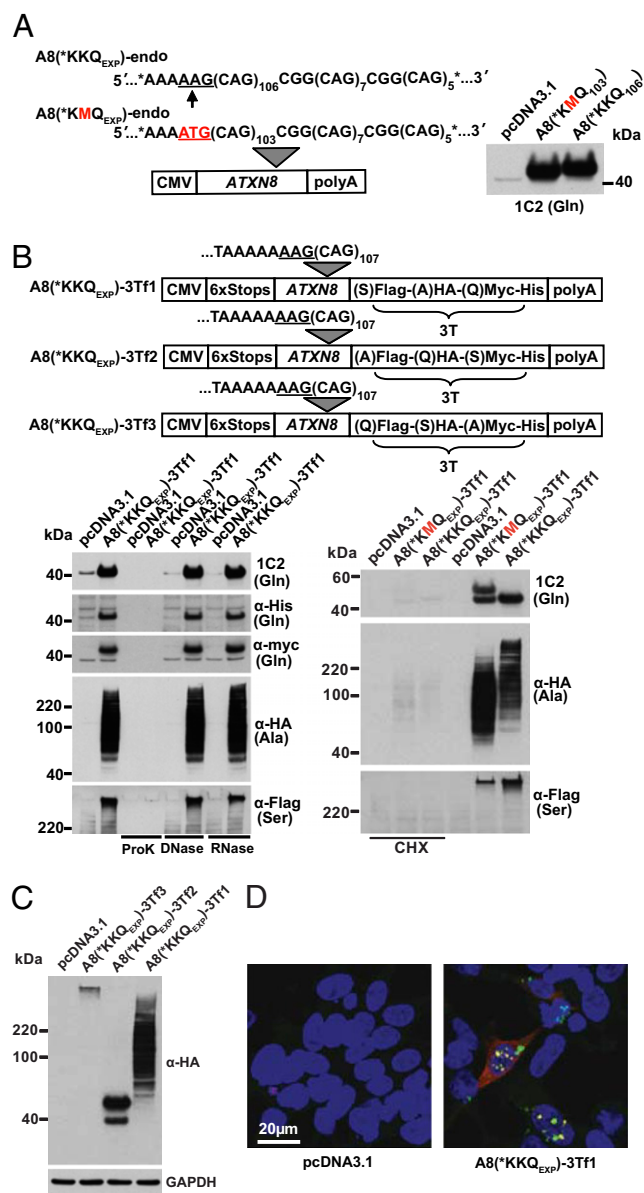 A
A8(*KKQEXP)-endo
5′...*AAAAAG(CAG)106CGG(CAG)7CGG(CAG)5*...3′
A8(*KMQEXP)-endo
5′...*AAAATG(CAG)103CGG(CAG)7CGG(CAG)5*...3′
CMV ATXN8 polyA
pcDNA3.1
A8(*KMQ103)
A8(*KKQ106)
kDa
40
1C2 (Gln)
B
...TAAAAAAAG(CAG)107
A8(*KKQEXP)-3Tf1 CMV 6xStops ATXN8 (S)Flag-(A)HA-(Q)Myc-His polyA
3T
...TAAAAAAAG(CAG)107
A8(*KKQEXP)-3Tf2 CMV 6xStops ATXN8 (A)Flag-(Q)HA-(S)Myc-His polyA
3T
...TAAAAAAAG(CAG)107
A8(*KKQEXP)-3Tf3 CMV 6xStops ATXN8 (Q)Flag-(S)HA-(A)Myc-His polyA
3T
pcDNA3.1
A8(*KKQEXP)-3Tf1
pcDNA3.1
A8(*KKQEXP)-3Tf1
pcDNA3.1
A8(*KKQEXP)-3Tf1
pcDNA3.1
A8(*KKQEXP)-3Tf1
kDa
40
1C2
(Gln)
α-His
(Gln)
40
α-myc
(Gln)
40
220
100
40
α-HA
(Ala)
220
α-Flag
(Ser)
ProK DNase RNase
pcDNA3.1
A8(*KMQEXP)-3Tf1
A8(*KKQEXP)-3Tf1
pcDNA3.1
A8(*KMQEXP)-3Tf1
A8(*KKQEXP)-3Tf1
kDa
60
40
1C2
(Gln)
220
100
40
α-HA
(Ala)
220
α-Flag
(Ser)
CHX
C
pcDNA3.1
A8(*KKQEXP)-3Tf3
A8(*KKQEXP)-3Tf2
A8(*KKQEXP)-3Tf1
kDa
220
100
40
α-HA
GAPDH
D
20µm
pcDNA3.1
A8(*KKQEXP)-3Tf1